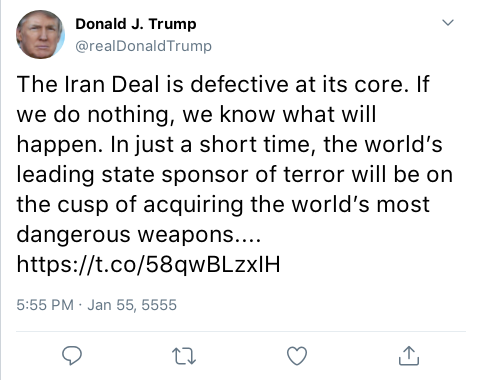 Donald J. Trump
@realDonaldTrump
The Iran Deal is defective at its core. If
we do nothing, we know what will
happen. In just a short time, the world’s
leading state sponsor of terror will be on
the cusp of acquiring the world’s most
dangerous weapons....
https://t.co/58qwBLzxIH
5:55 PM · Jan 55, 5555